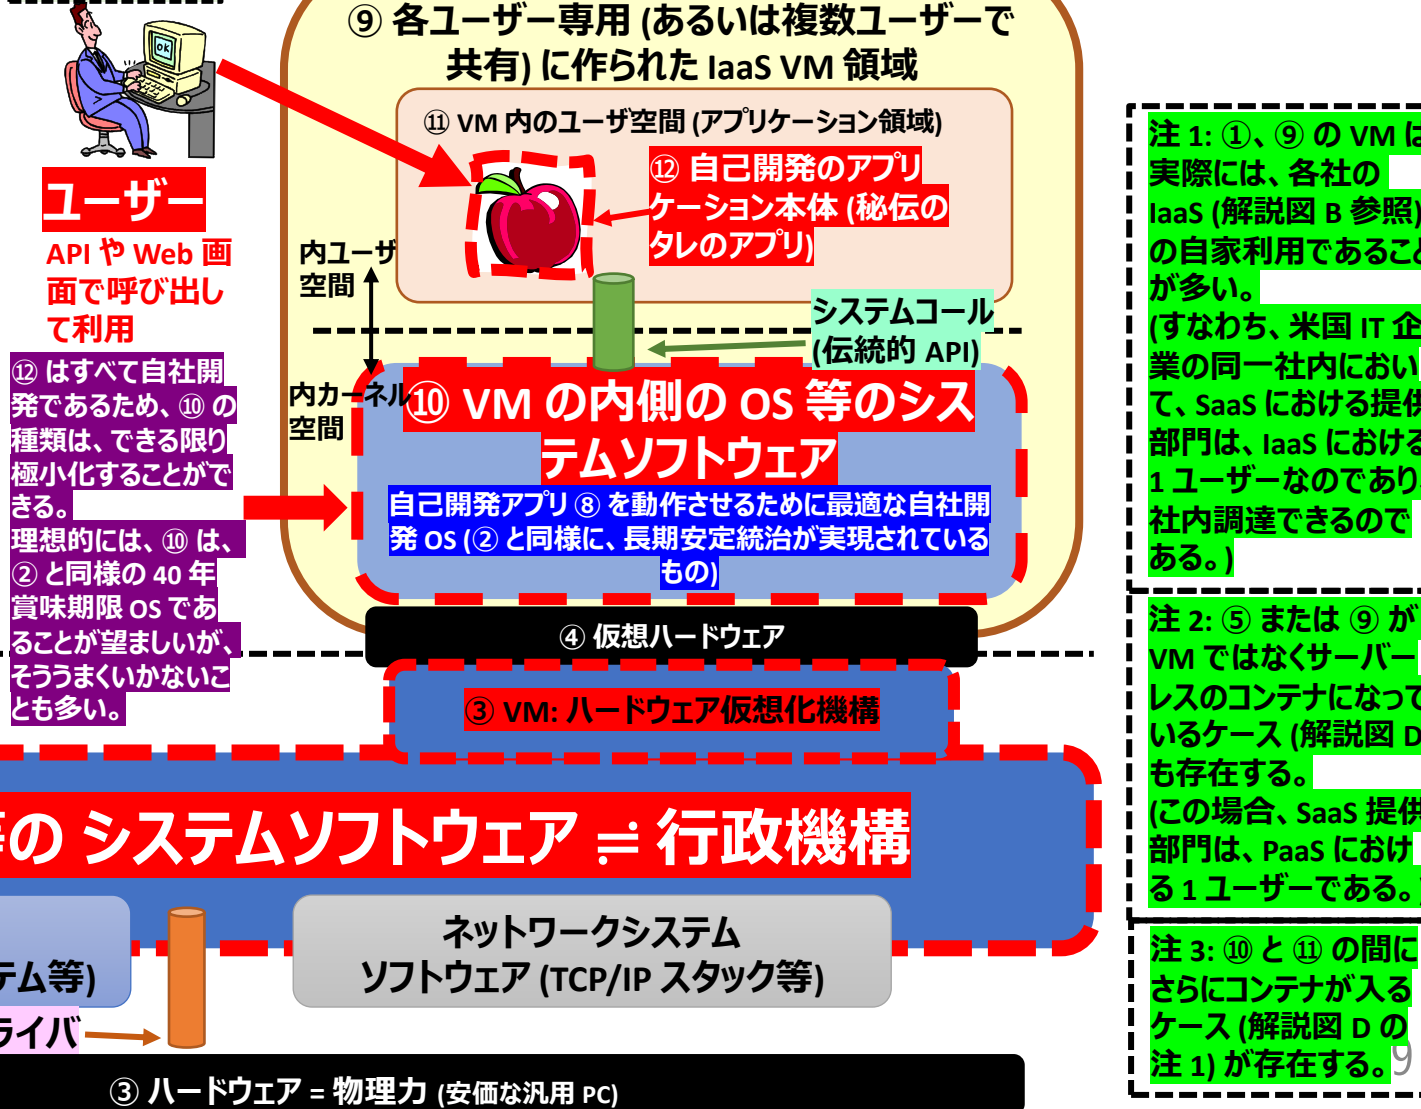 ⑨ 各ユーザー専用 (あるいは複数ユーザーで
共有) に作られた IaaS VM 領域
⑪ VM 内のユーザ空間 (アプリケーション領域)
⑫ 自己開発のアプリ
ケーション本体 (秘伝の
タレのアプリ)
OK
ユーザー
API や Web 画
面で呼び出し
て利用
内ユーザ
空間
内カーネル
空間
システムコール
(伝統的 API)
⑫ はすべて自社開
発であるため、⑩ の
種類は、できる限り
極小化することがで
きる。
理想的には、⑩ は、
② と同様の 40 年
賞味期限 OS であ
ることが望ましいが、
そううまくいかないこ
とも多い。
⑩ VM の内側の OS 等のシス
テムソフトウェア
自己開発アプリ ⑧ を動作させるために最適な自社開
発 OS (② と同様に、長期安定統治が実現されている
もの)
④ 仮想ハードウェア
③ VM: ハードウェア仮想化機構
等の システムソフトウェア ≒ 行政機構
テム等)
ネットワークシステム
ソフトウェア (TCP/IP スタック等)
ライバ
③ ハードウェア = 物理力 (安価な汎用 PC)
注 1: ①、⑨ の VM は
実際には、各社の
IaaS (解説図 B 参照)
の自家利用であること
が多い。
(すなわち、米国 IT 企
業の同一社内におい
て、SaaS における提供
部門は、IaaS における
1 ユーザーなのであり
社内調達できるので
ある。)
注 2: ⑤ または ⑨ が
VM ではなくサーバー
レスのコンテナになって
いるケース (解説図 D
も存在する。
(この場合、SaaS 提供
部門は、PaaS におけ
る 1 ユーザーである。
注 3: ⑩ と ⑪ の間に
さらにコンテナが入る
ケース (解説図 D の
注 1) が存在する。
9